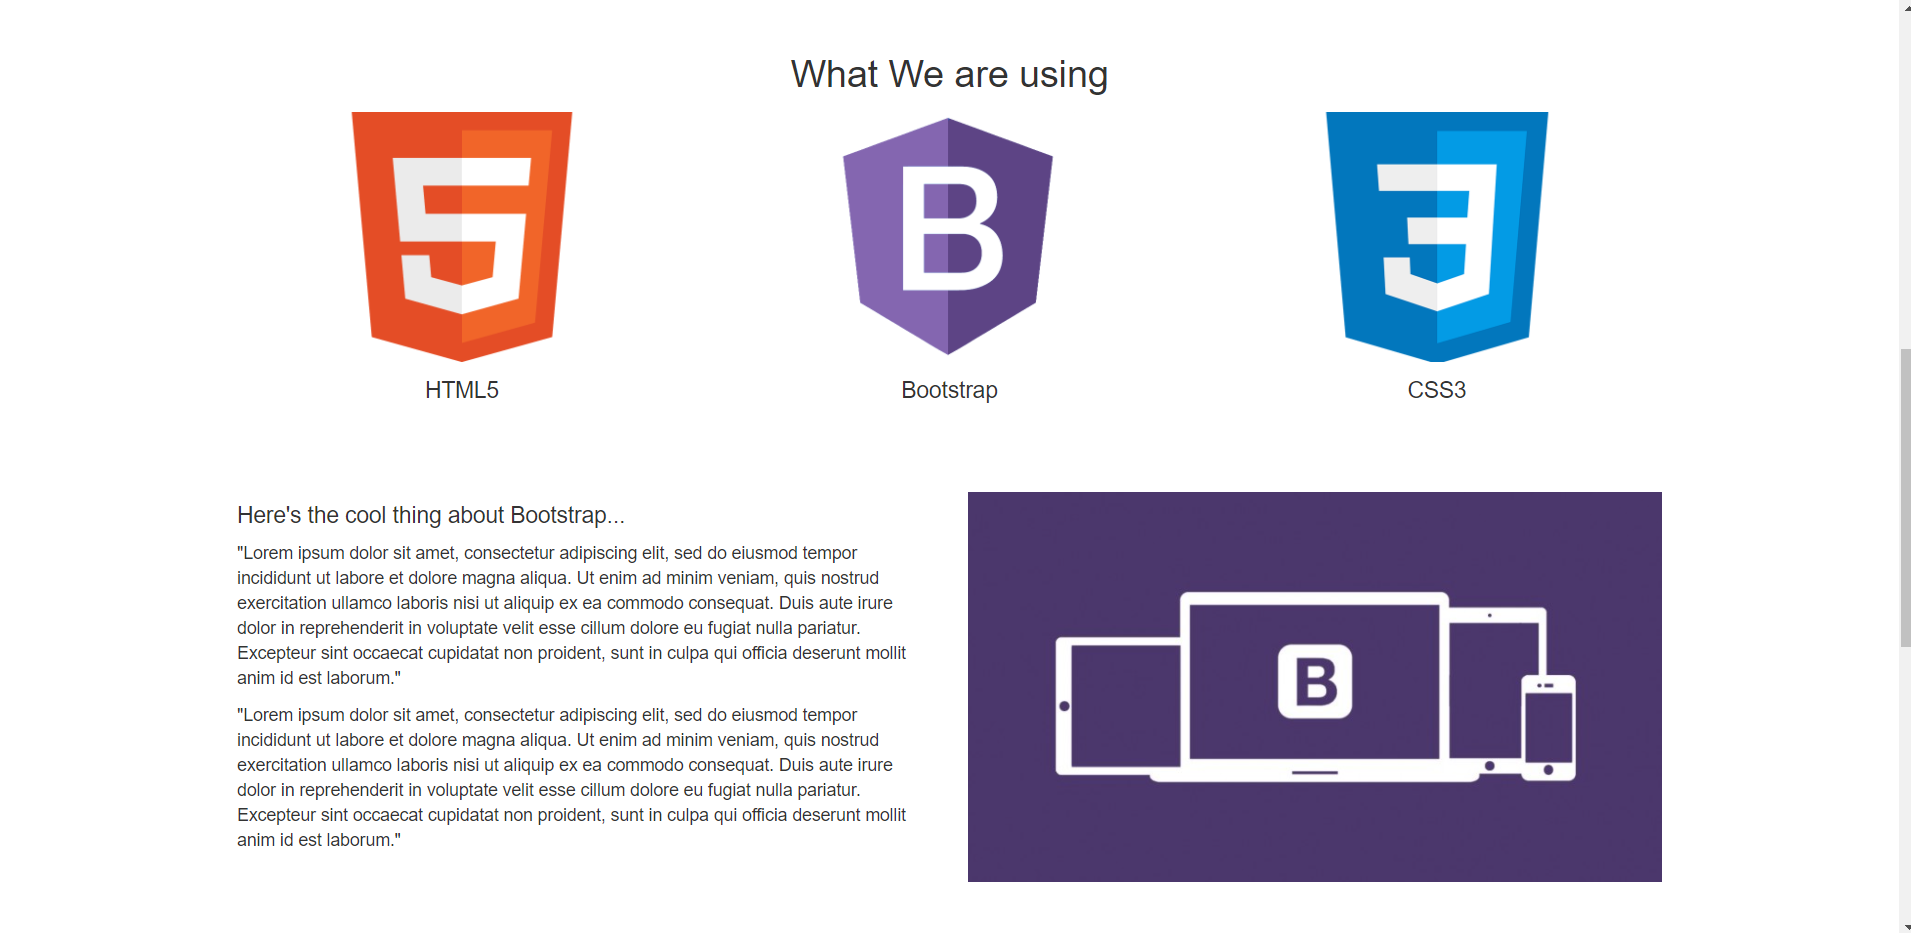 What We are using
5
B
3
HTML5
Bootstrap
CSS3
Here's the cool thing about Bootstrap...
"Lorem ipsum dolor sit amet, consectetur adipiscing elit, sed do eiusmod tempor
incididunt ut labore et dolore magna aliqua. Ut enim ad minim veniam, quis nostrud
exercitation ullamco laboris nisi ut aliquip ex ea commodo consequat. Duis aute irure
dolor in reprehenderit in voluptate velit esse cillum dolore eu fugiat nulla pariatur.
Excepteur sint occaecat cupidatat non proident, sunt in culpa qui officia deserunt mollit
anim id est laborum."
"Lorem ipsum dolor sit amet, consectetur adipiscing elit, sed do eiusmod tempor
incididunt ut labore et dolore magna aliqua. Ut enim ad minim veniam, quis nostrud
exercitation ullamco laboris nisi ut aliquip ex ea commodo consequat. Duis aute irure
dolor in reprehenderit in voluptate velit esse cillum dolore eu fugiat nulla pariatur.
Excepteur sint occaecat cupidatat non proident, sunt in culpa qui officia deserunt mollit
anim id est laborum."
B